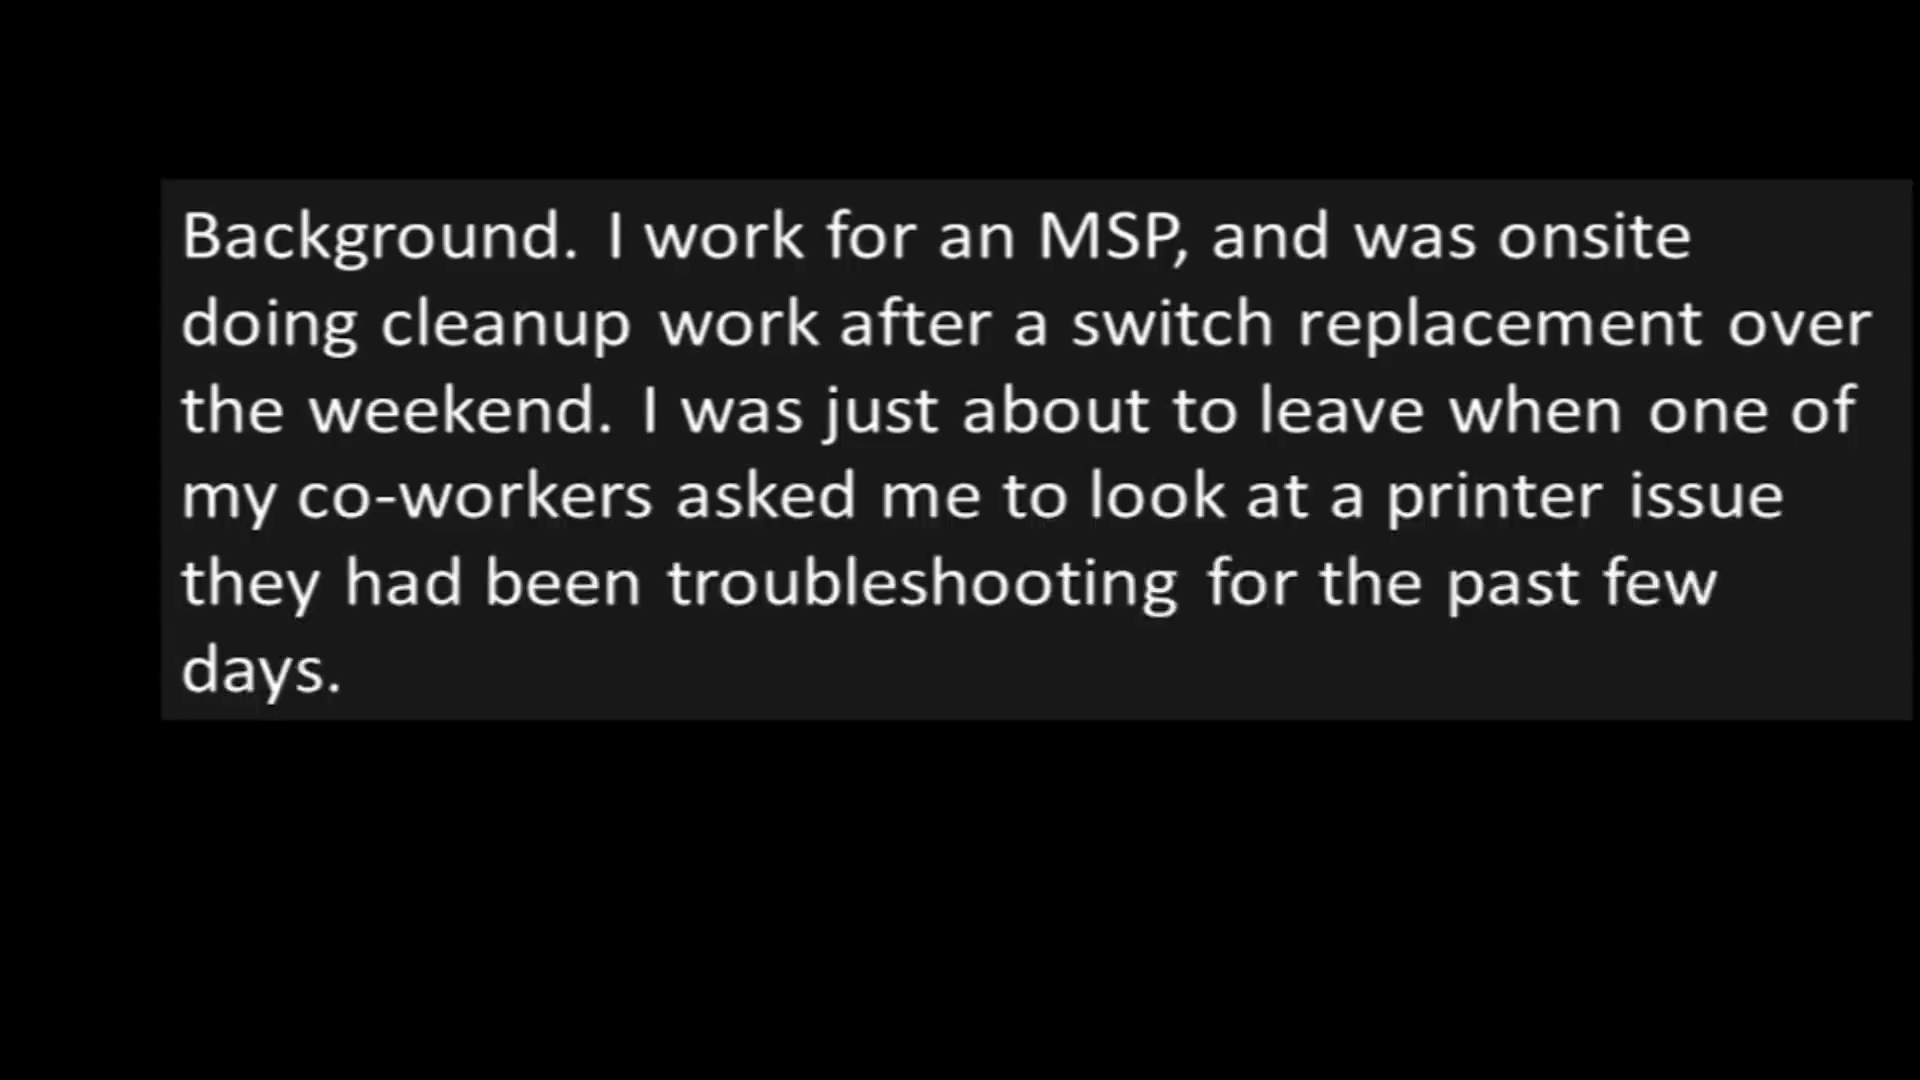 Background. I work for an MSP, and was onsite
doing cleanup work after a switch replacement over
the weekend. I was just about to leave when one of
my co-workers asked me to look at a printer issue
they had been troubleshooting for the past few
days.